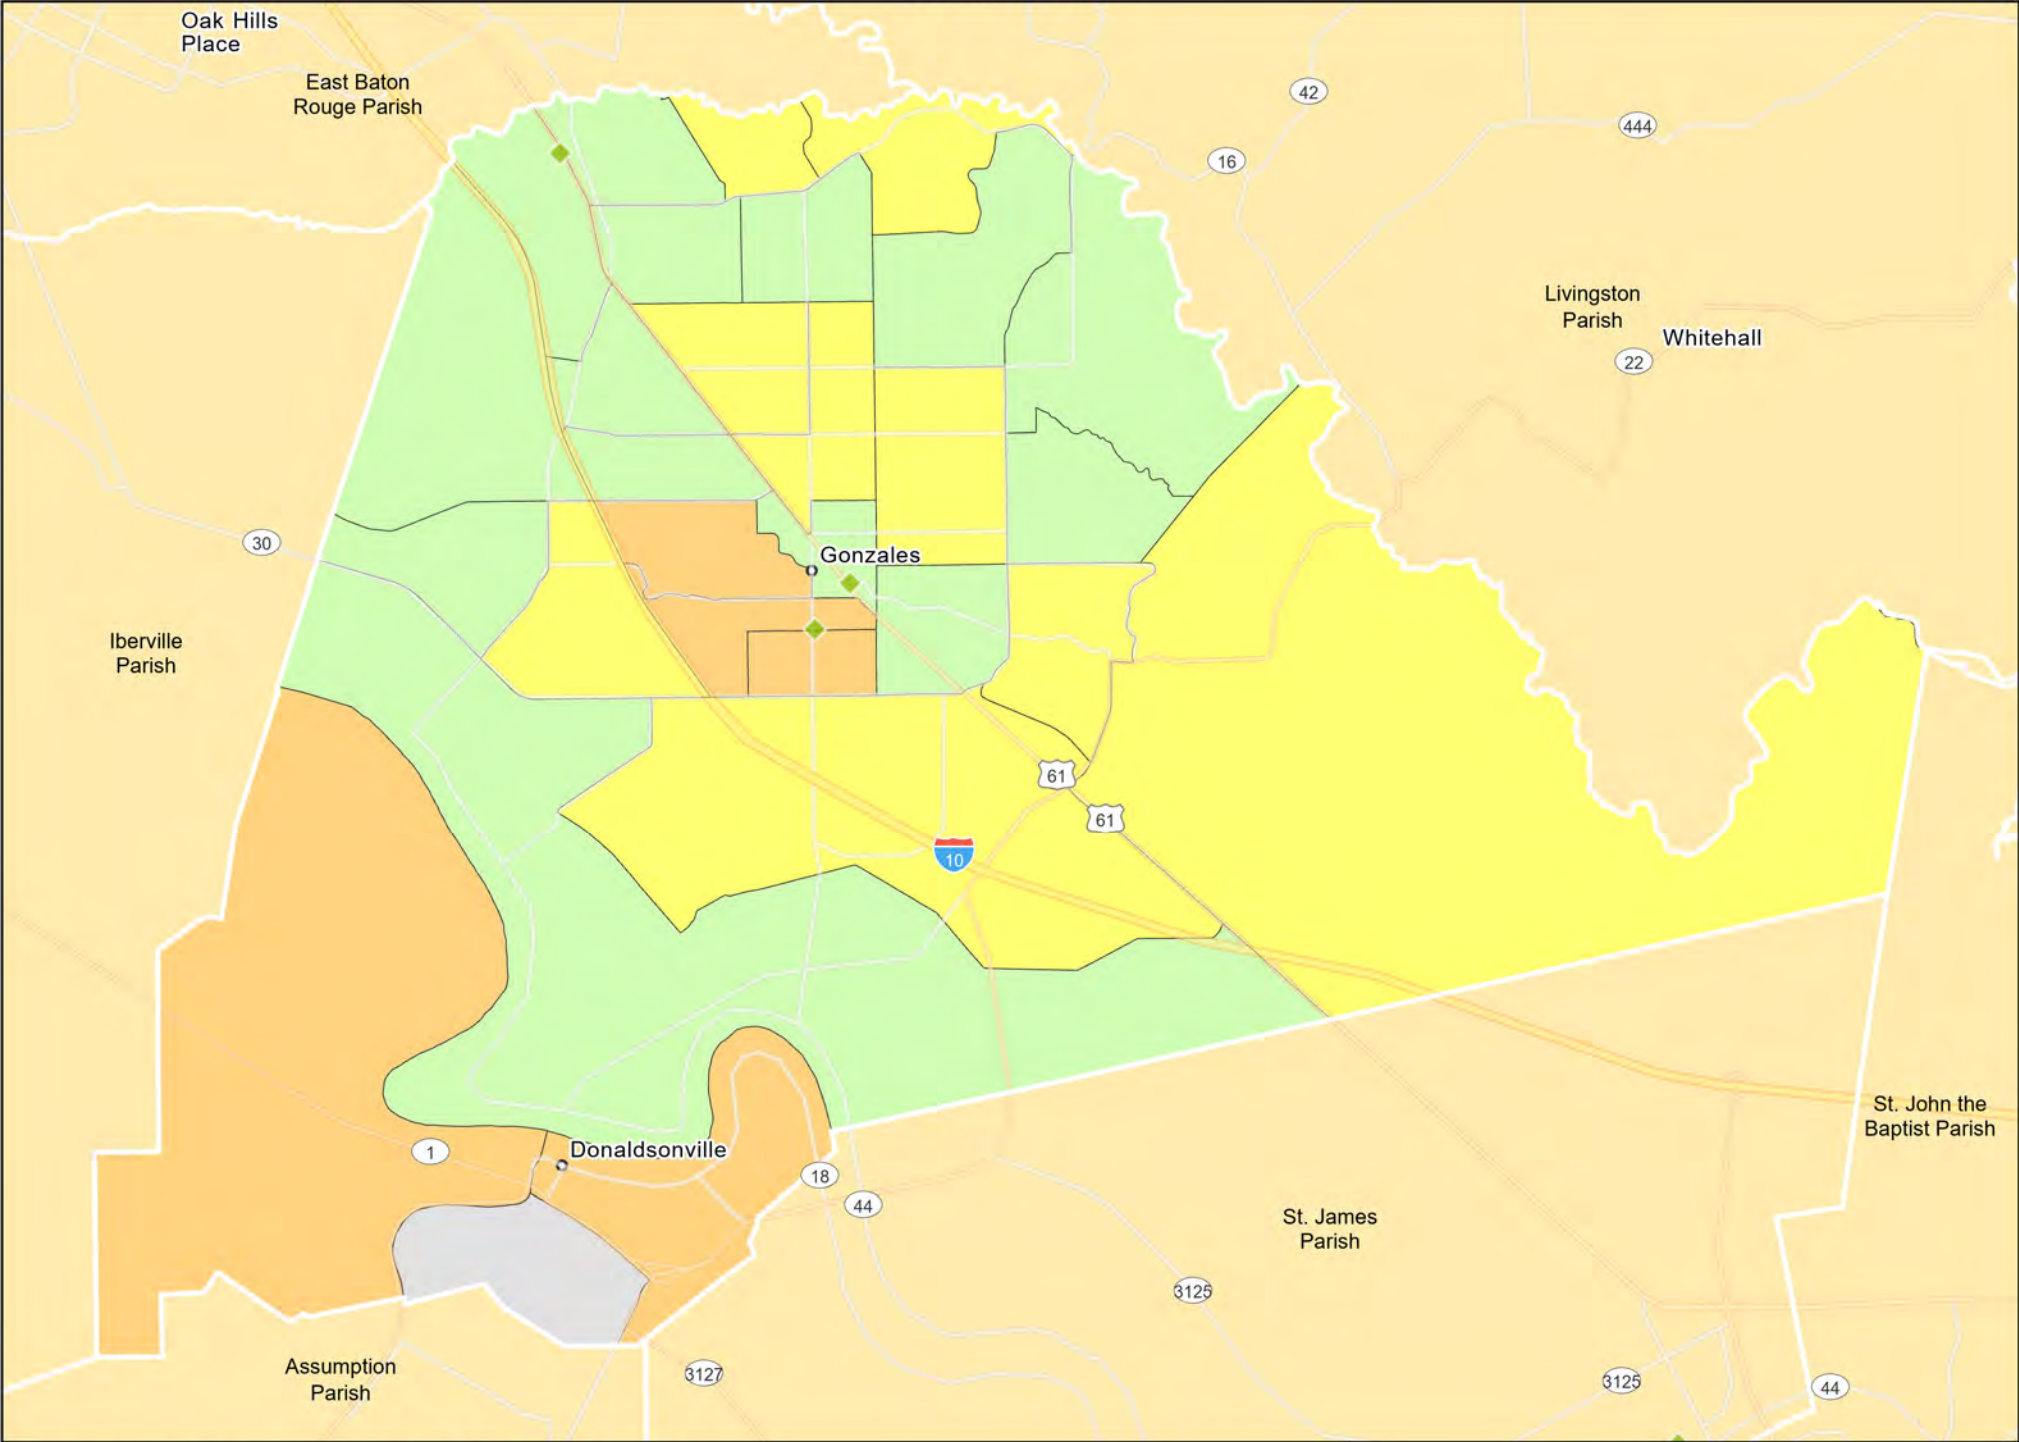 Oak Hills
Place
East Baton
Rouge Parish
42
444
16
Livingston
Parish
Whitehall
22
30
Gonzales
Iberville
Parish
61
61
10
St. John the
Baptist Parish
1
Donaldsonville
18
44
St. James
Parish
3125
Assumption
Parish
3127
3125
44